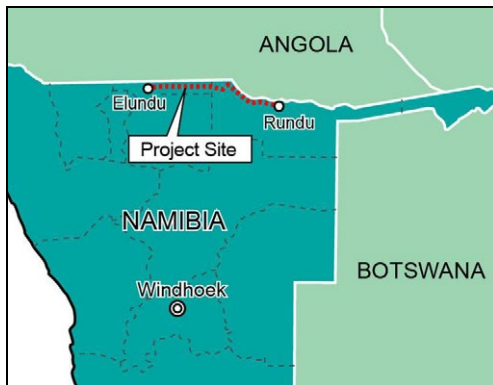 ANGOLA
Elundu
Rundu
Project Site
NAMIBIA
BOTSWANA
Windhoek